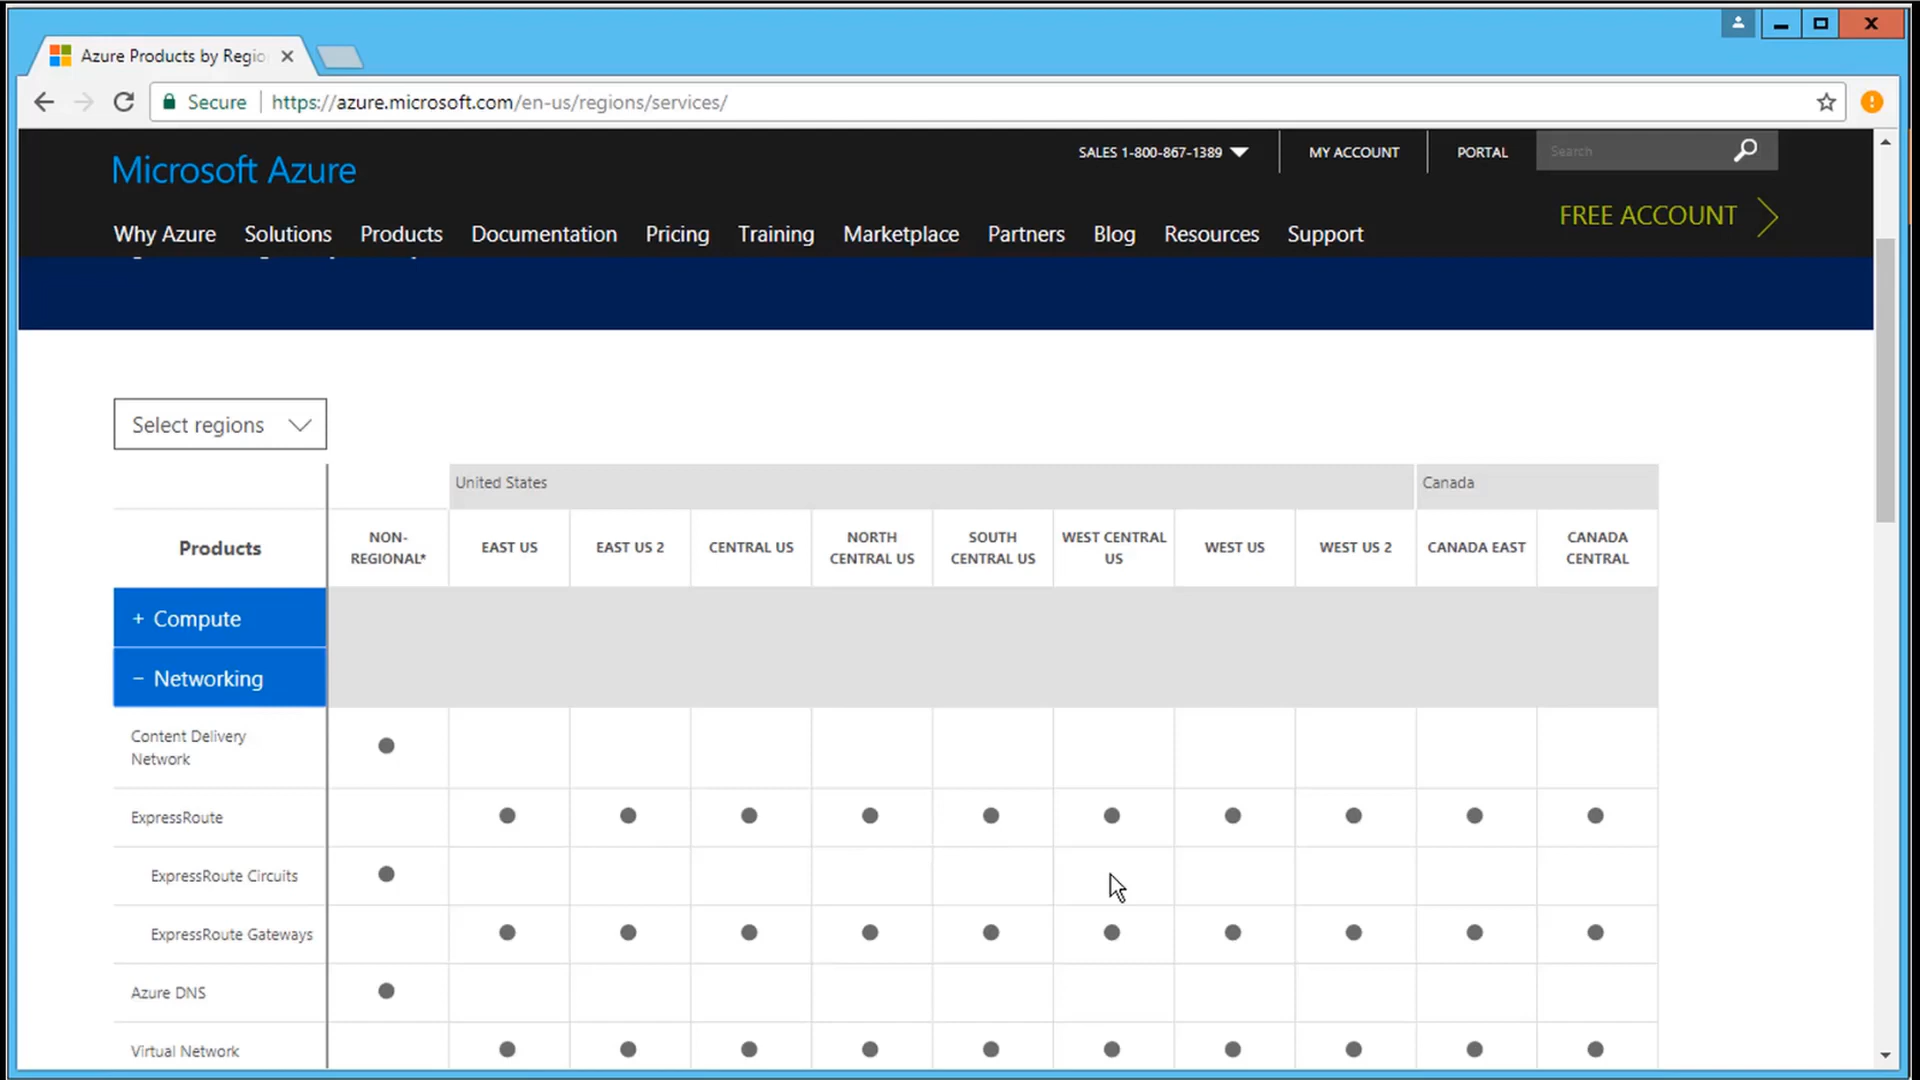 Azure Products by Regio
Secure
https://azure.microsoft.com/en-us/regions/services/
Microsoft Azure
SALES 1-800-867-1389
MY ACCOUNT
PORTAL
Search
FREE ACCOUNT
Why Azure
Solutions
Products
Documentation
Pricing
Training
Marketplace
Partners
Blog
Resources
Support
Select regions
United States
Canada
Products
NON-
REGIONAL*
EAST US
EAST US 2
CENTRAL US
NORTH
CENTRAL US
SOUTH
CENTRAL US
WEST CENTRAL
US
WEST US
WEST US 2
CANADA EAST
CANADA
CENTRAL
+ Compute
− Networking
Content Delivery
Network
ExpressRoute
ExpressRoute Circuits
ExpressRoute Gateways
Azure DNS
Virtual Network